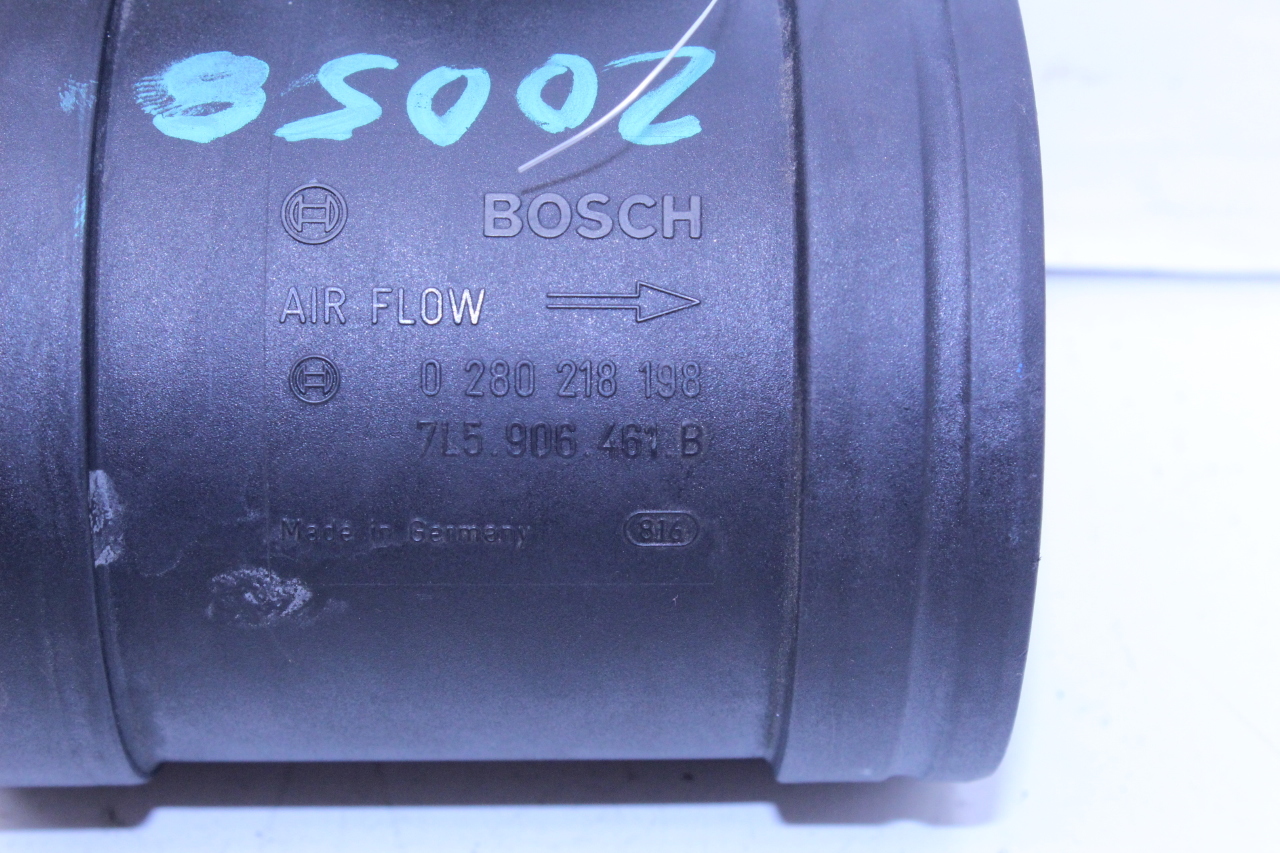 85002
BOSCH
AIR FLOW
0 280 218 198
7L5.906.461.B
Made in Germany 816